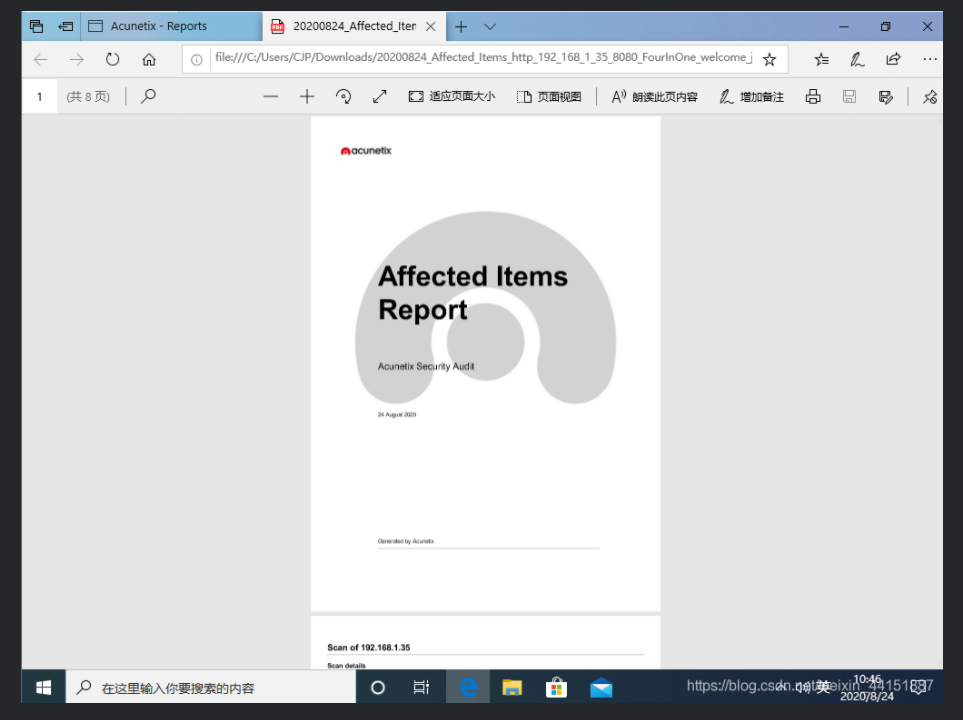 Acunetix - Reports
20200824_Affected_Iter
file:///C:/Users/CJP/Downloads/20200824_Affected_Items_http_192_168_1_35_8080_FourInOne_welcome_j
1 (共 8 页)
适应页面大小
页面视图
A 朗读此页内容
增加备注
acunetix
Affected Items
Report
Acunetix Security Audit
24 August 2020
Generated by Acunetix
Scan of 192.168.1.35
Scan details
在这里输入你要搜索的内容
英
10:46
2020/8/24
https://blog.csdn.net/weixin_44151887